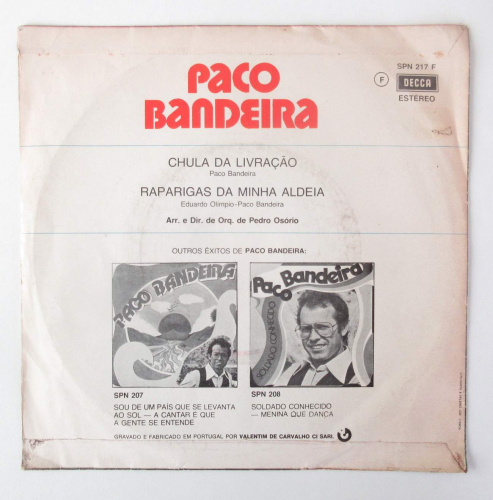 PACO
BANDEIRA
SPN 217 F
F
DECCA
ESTEREO
CHULA DA LIVRAÇÃO
Paco Bandeira
RAPARIGAS DA MINHA ALDEIA
Eduardo Olimpio-Paco Bandeira
Arr. e Dir. de Orq. de Pedro Osório
OUTROS ÊXITOS DE PACO BANDEIRA:
PACO BANDEIRA
Paco Bandeira
SPN 207
SOU DE UM PAÍS QUE SE LEVANTA
AO SOL — A CANTAR É QUE
A GENTE SE ENTENDE
SPN 208
SOLDADO CONHECIDO
— MENINA QUE DANÇA
GRAVADO E FABRICADO EM PORTUGAL POR VALENTIM DE CARVALHO CI SARL.